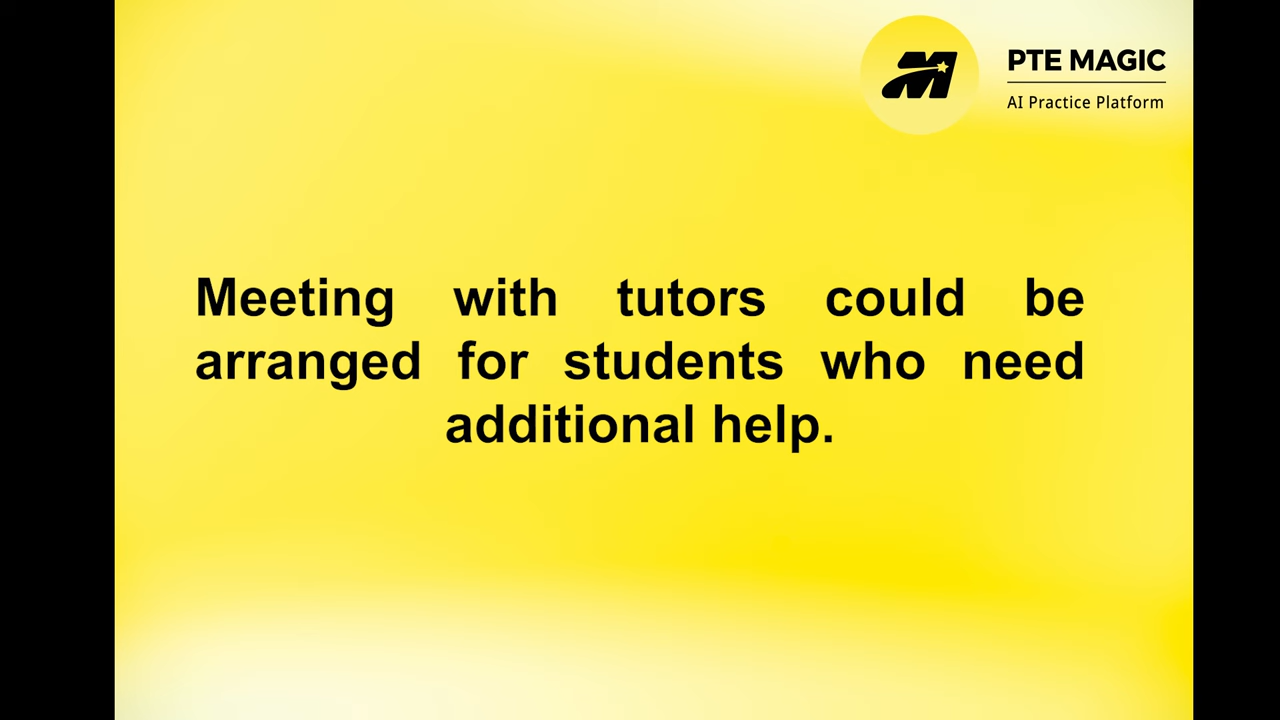 PTE MAGIC
AI Practice Platform
Meeting with tutors could be
arranged for students who need
additional help.